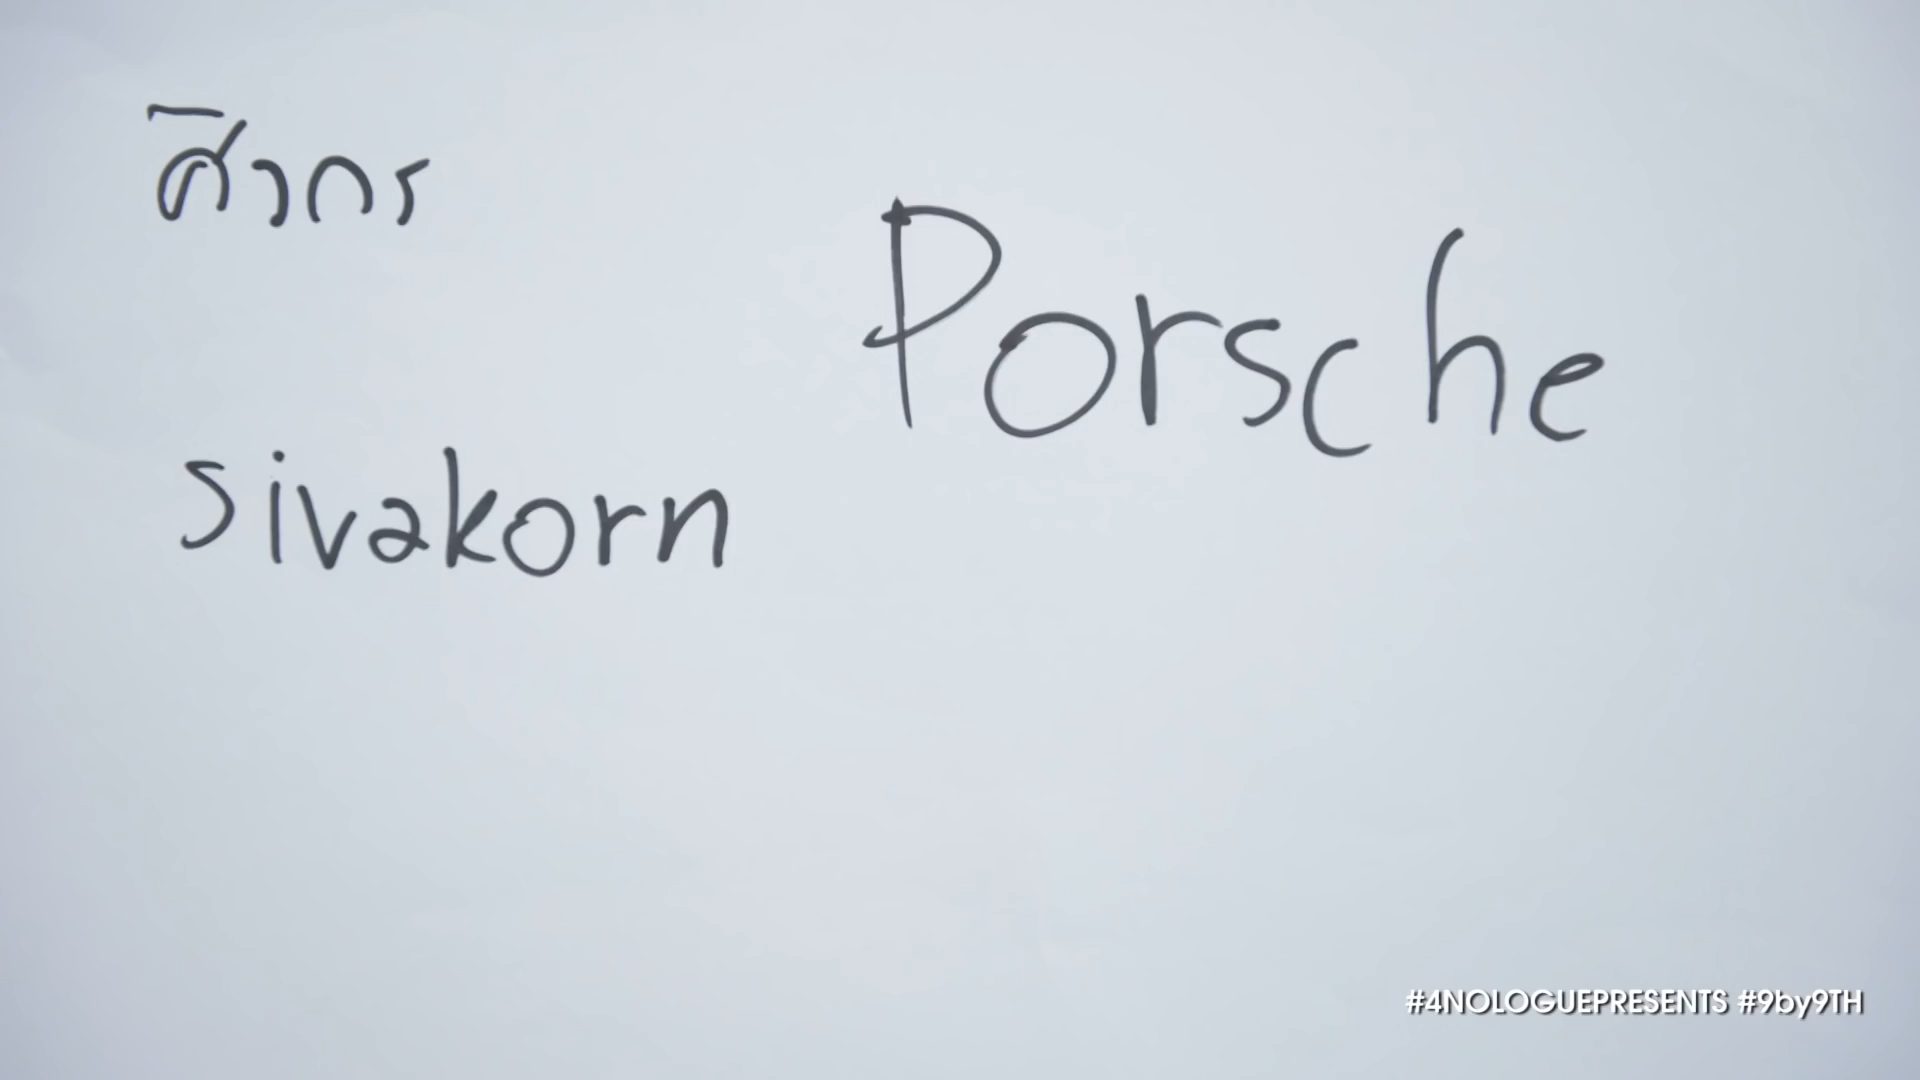 ศิวกร
Porsche
sivakorn
#4NOLOGUEPRESENTS #9by9TH